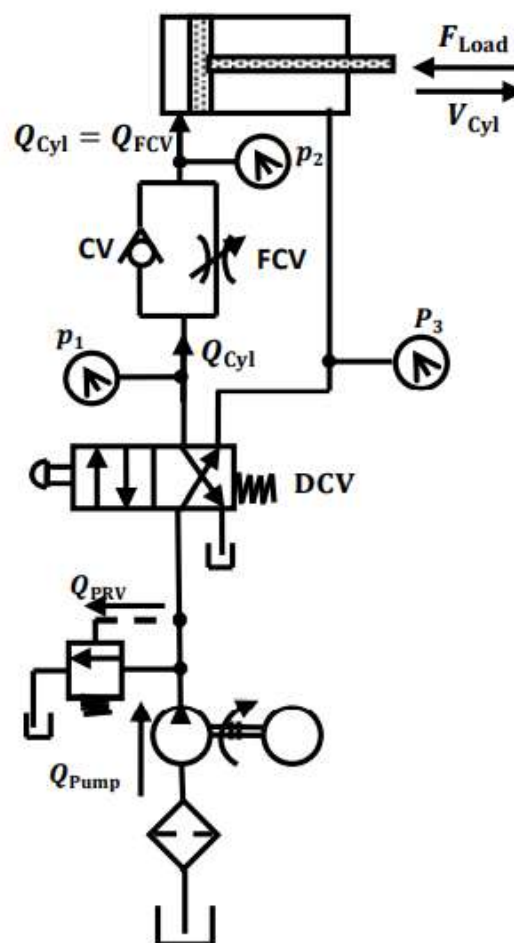 F_Load
V_Cyl
Q_Cyl = Q_FCV
p_2
CV
FCV
p_1
Q_Cyl
P_3
DCV
Q_PRV
Q_Pump